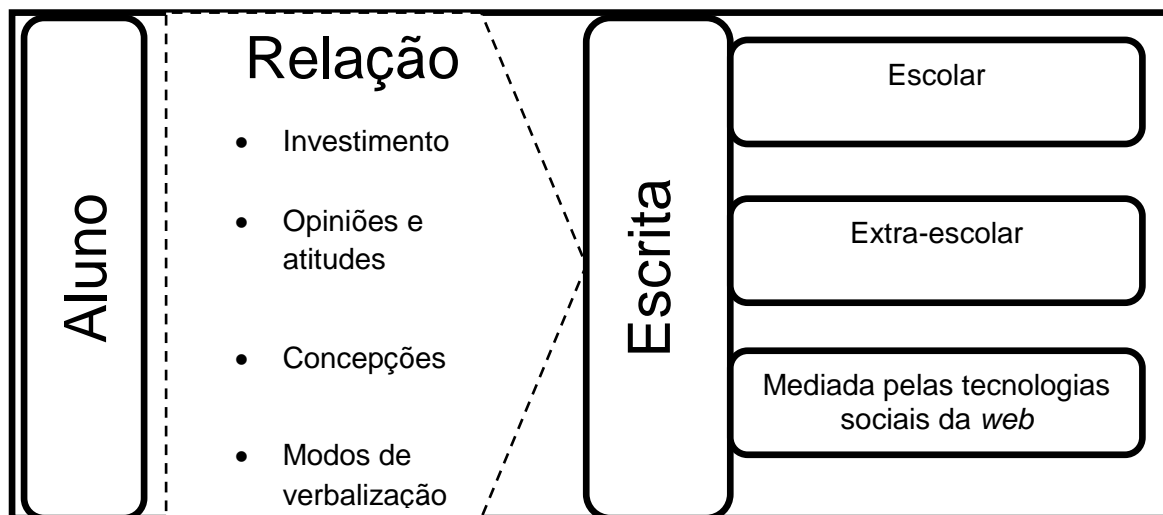 Aluno
Relação
• Investimento
• Opiniões e
atitudes
• Concepções
• Modos de
verbalização
Escrita
Escolar
Extra-escolar
Mediada pelas tecnologias
sociais da web